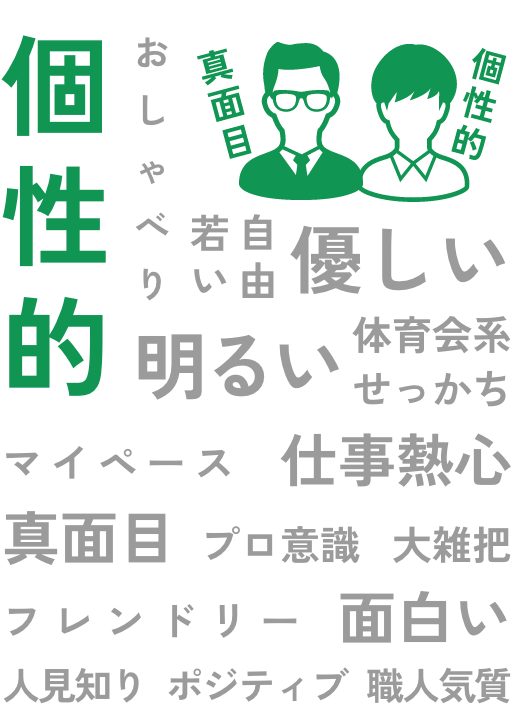 個性的
おしゃべり
真面目
個性的
若い
自由
優しい
明るい
体育会系
せっかち
マイペース
仕事熱心
真面目
プロ意識
大雑把
フレンドリー
面白い
人見知り
ポジティブ
職人気質